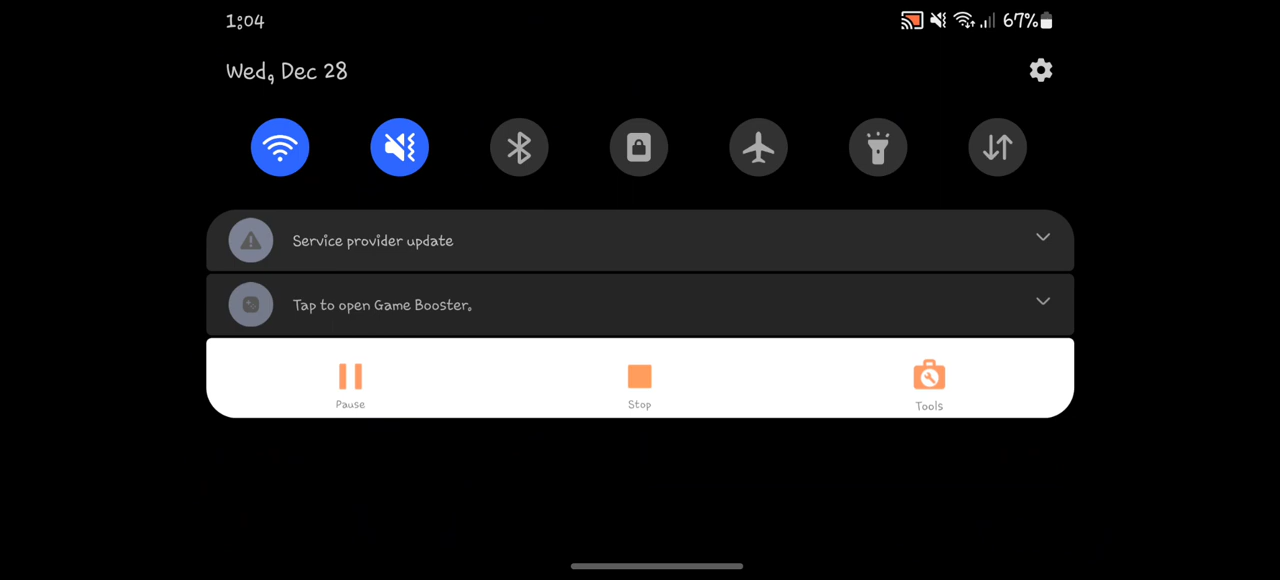 1:04
67%
Wed, Dec 28
Service provider update
Tap to open Game Booster.
Pause
Stop
Tools